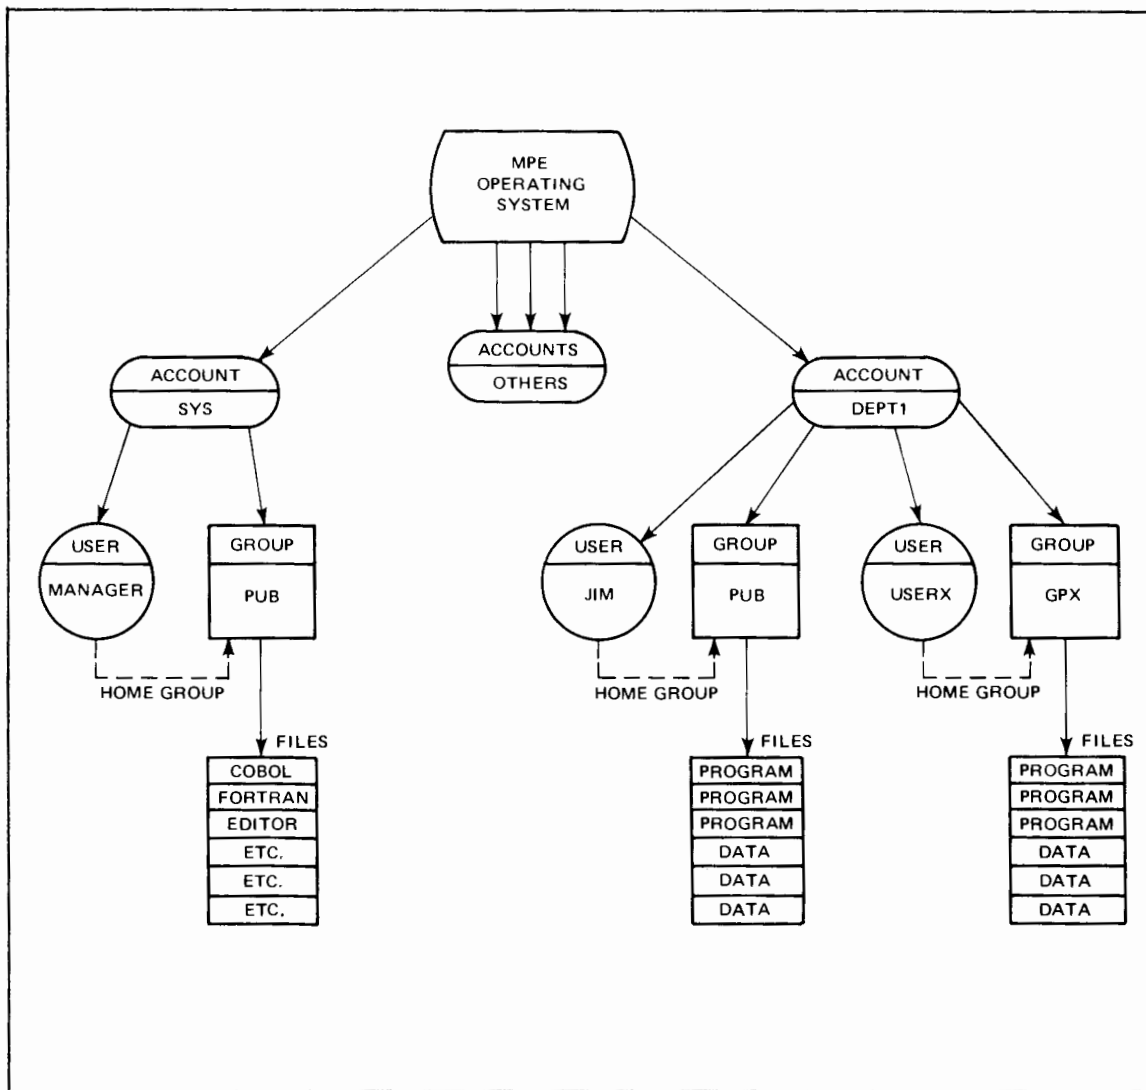 MPE
OPERATING
SYSTEM
ACCOUNTS
OTHERS
ACCOUNT
SYS
ACCOUNT
DEPT1
USER
MANAGER
GROUP
PUB
HOME GROUP
USER
JIM
GROUP
PUB
HOME GROUP
USER
USERX
GROUP
GPX
HOME GROUP
FILES
COBOL
FORTRAN
EDITOR
ETC.
ETC.
ETC.
FILES
PROGRAM
PROGRAM
PROGRAM
DATA
DATA
DATA
FILES
PROGRAM
PROGRAM
PROGRAM
DATA
DATA
DATA